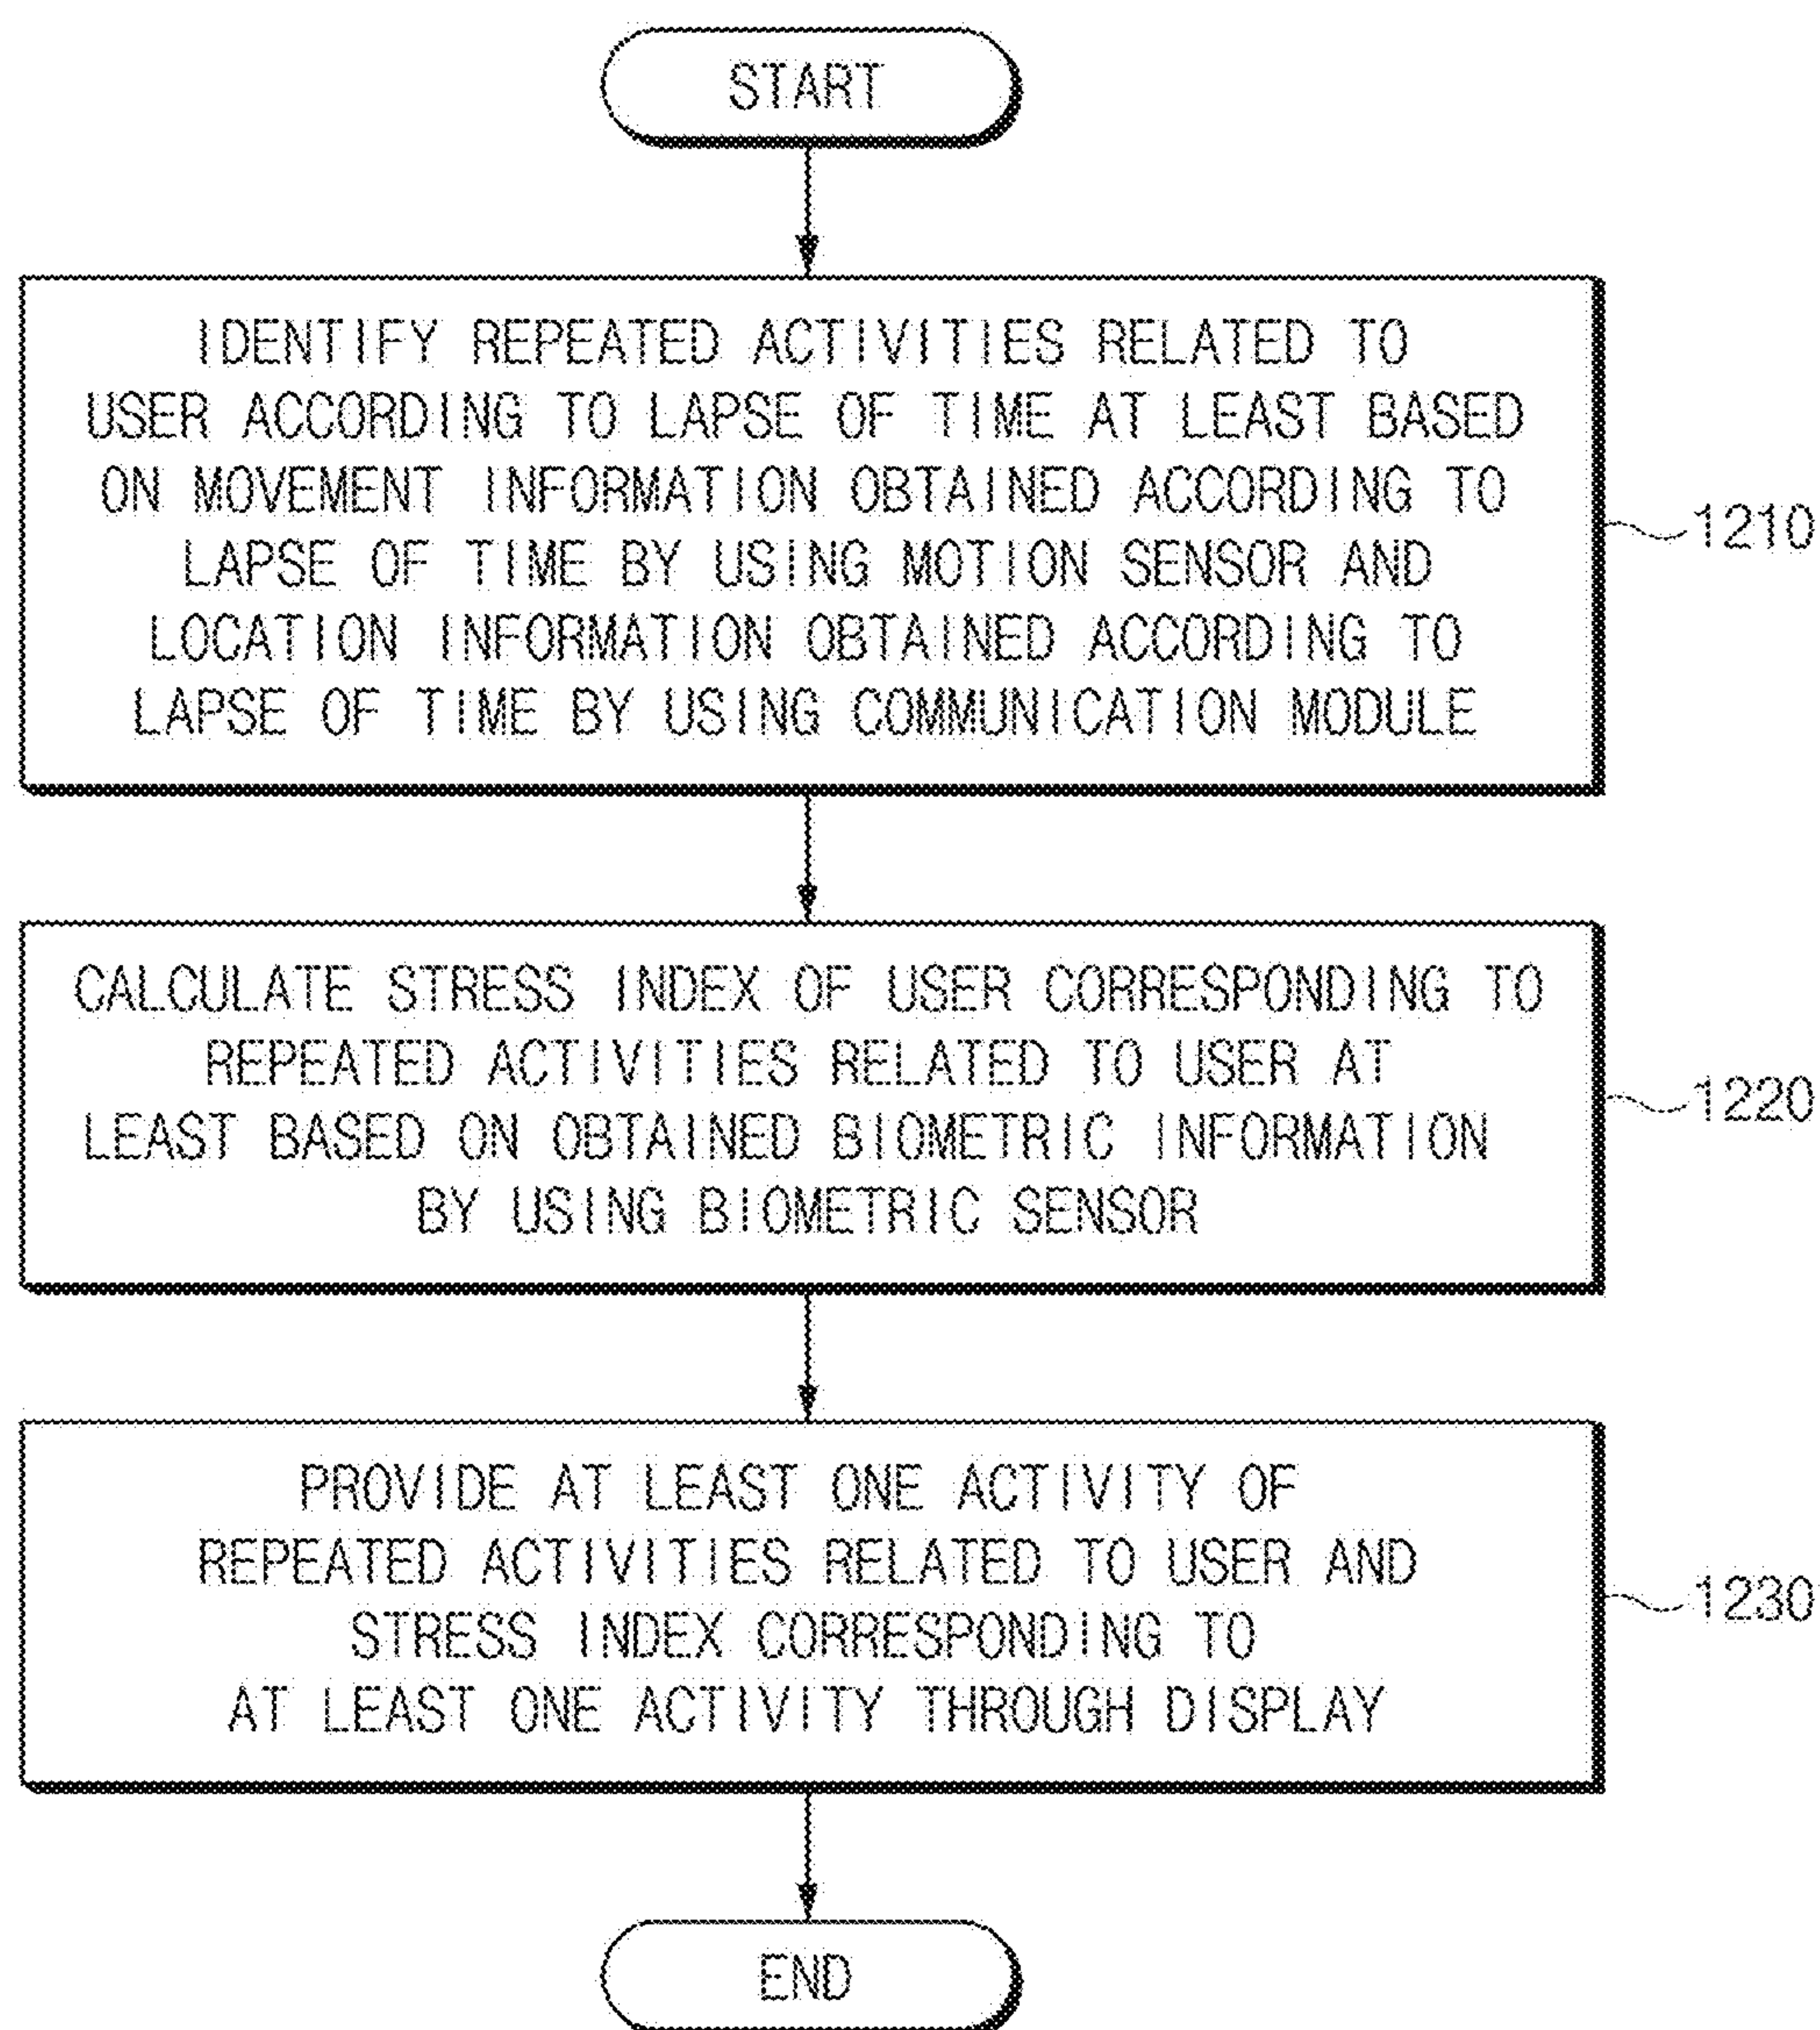 START
IDENTIFY REPEATED ACTIVITIES RELATED TO
USER ACCORDING TO LAPSE OF TIME AT LEAST BASED
ON MOVEMENT INFORMATION OBTAINED ACCORDING TO
LAPSE OF TIME BY USING MOTION SENSOR AND
LOCATION INFORMATION OBTAINED ACCORDING TO
LAPSE OF TIME BY USING COMMUNICATION MODULE
1210
CALCULATE STRESS INDEX OF USER CORRESPONDING TO
REPEATED ACTIVITIES RELATED TO USER AT
LEAST BASED ON OBTAINED BIOMETRIC INFORMATION
BY USING BIOMETRIC SENSOR
1220
PROVIDE AT LEAST ONE ACTIVITY OF
REPEATED ACTIVITIES RELATED TO USER AND
STRESS INDEX CORRESPONDING TO
AT LEAST ONE ACTIVITY THROUGH DISPLAY
1230
END